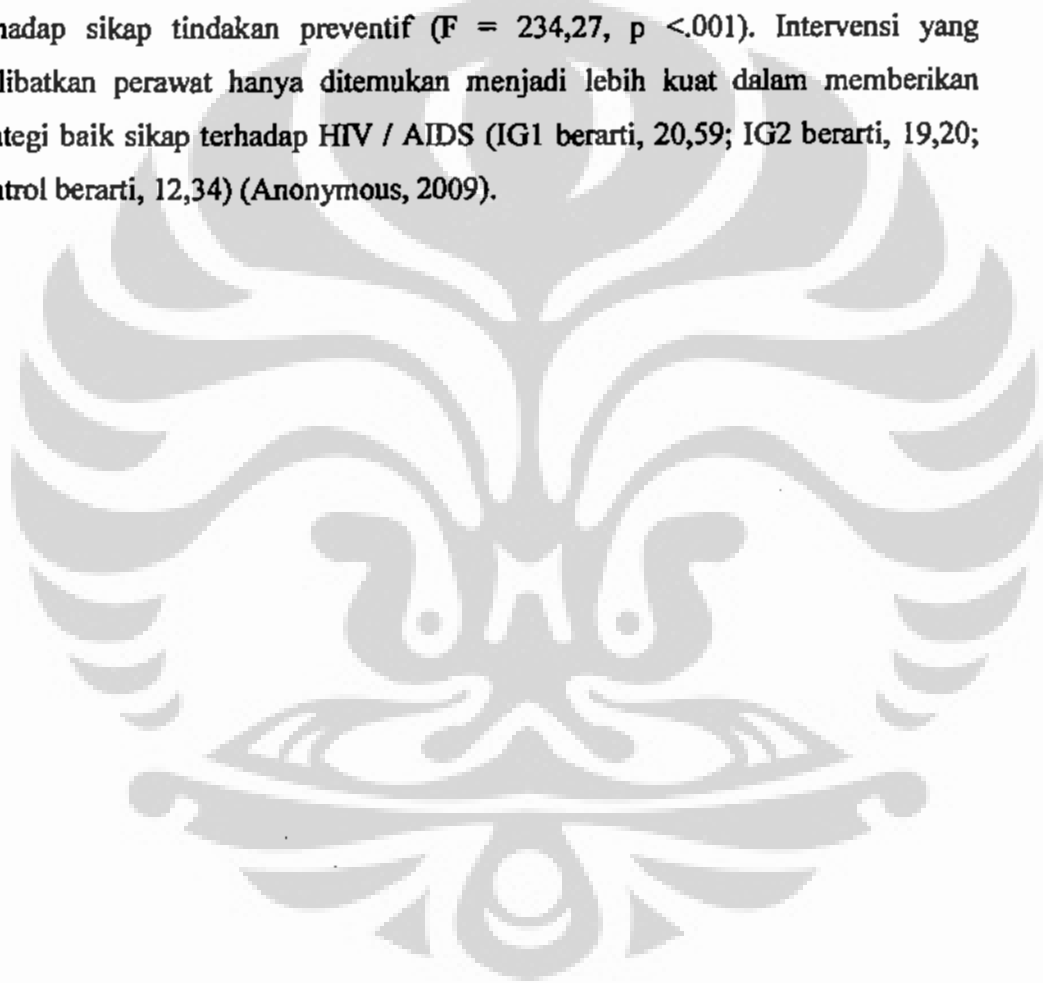 hadap sikap tindakan preventif (F = 234,27, p <.001). Intervensi yang
libatkan perawat hanya ditemukan menjadi lebih kuat dalam memberikan
tegi baik sikap terhadap HIV / AIDS (IG1 berarti, 20,59; IG2 berarti, 19,20;
trol berarti, 12,34) (Anonymous, 2009).